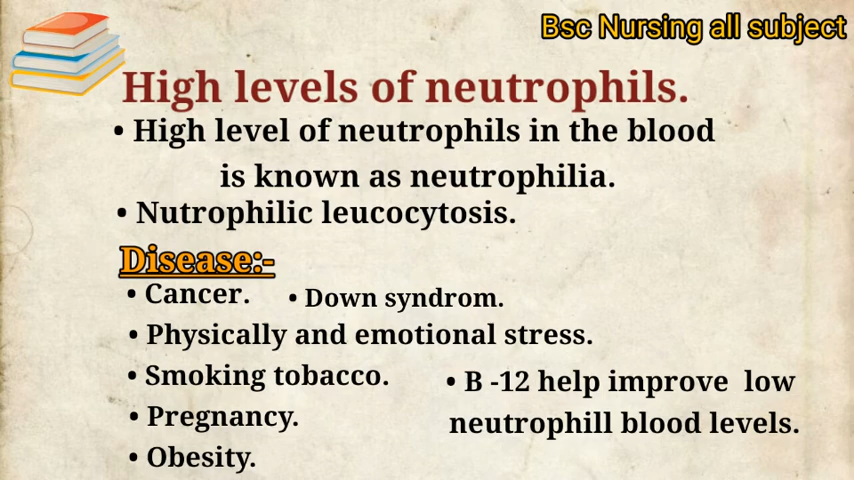 Bsc Nursing all subject
High levels of neutrophils.
• High level of neutrophils in the blood
is known as neutrophilia.
• Nutrophilic leucocytosis.
Disease:-
• Cancer. • Down syndrom.
• Physically and emotional stress.
• Smoking tobacco.
• B -12 help improve low
• Pregnancy.
neutrophill blood levels.
• Obesity.